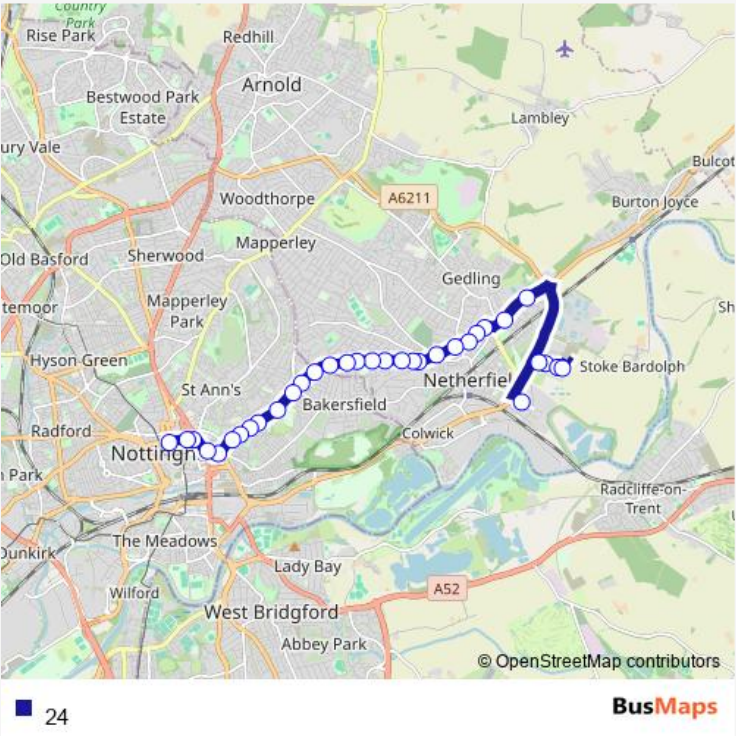 Country
Park
Rise Park
Redhill
Arnold
Bestwood Park
Estate
Lambley
ury Vale
Bulcot
Woodthorpe
A6211
Burton Joyce
Mapperley
Old Basford
Sherwood
Gedling
temoor
Mapperley
Park
Sh
Hyson Green
Stoke Bardolph
St Ann's
Netherfiel
Bakersfield
Radford
Colwick
Nottingh
n Park
Radcliffe-on-
Trent
The Meadows
Dunkirk
Lady Bay
Wilford
A52
West Bridgford
Abbey Park
© OpenStreetMap contributors
24
BusMaps